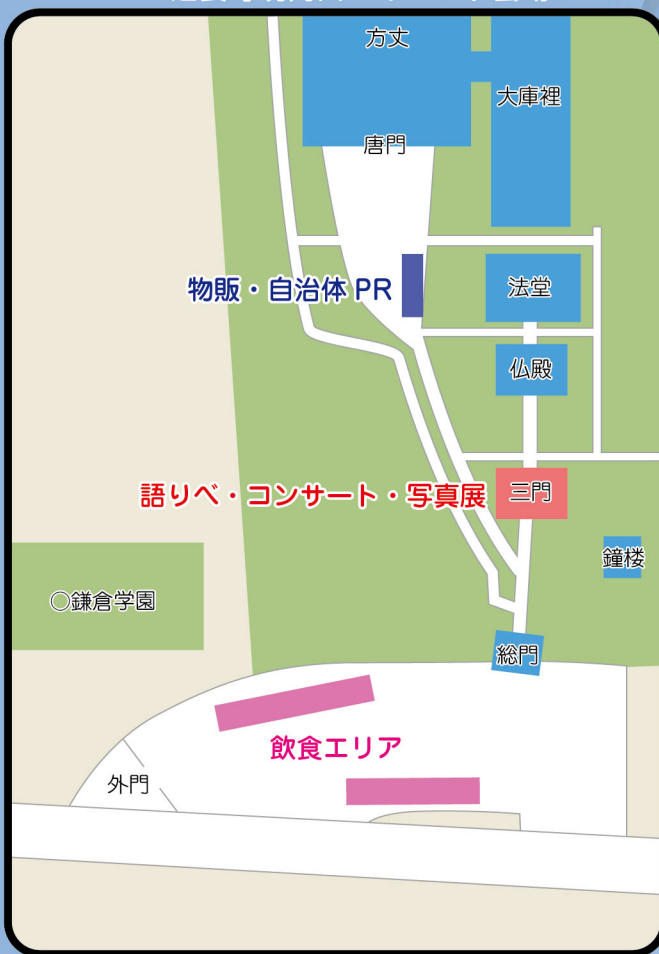 方丈
大庫裡
唐門
物販・自治体 PR
法堂
仏殿
語りべ・コンサート・写真展
三門
鐘楼
○鎌倉学園
総門
飲食エリア
外門